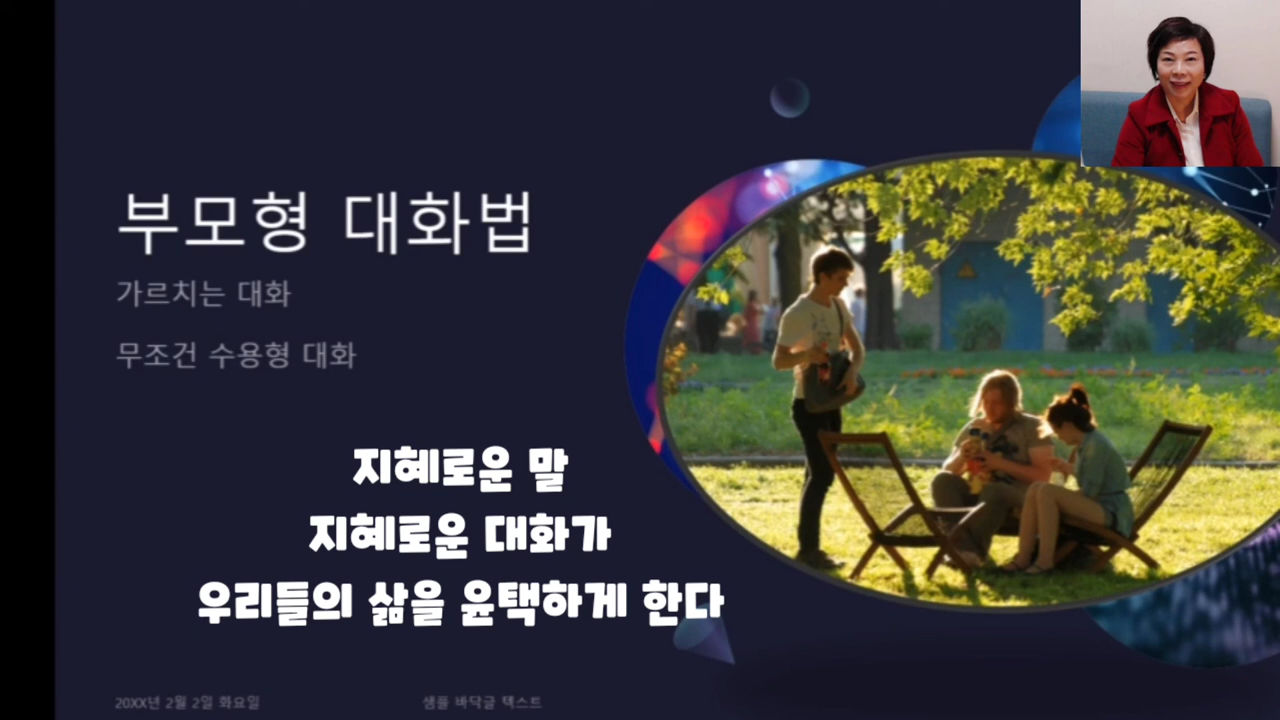 부모형 대화법
가르치는 대화
무조건 수용형 대화
지혜로운 말
지혜로운 대화가
우리들의 삶을 윤택하게 한다
20XX년 2월 2일 화요일
샘플 바닥글 텍스트